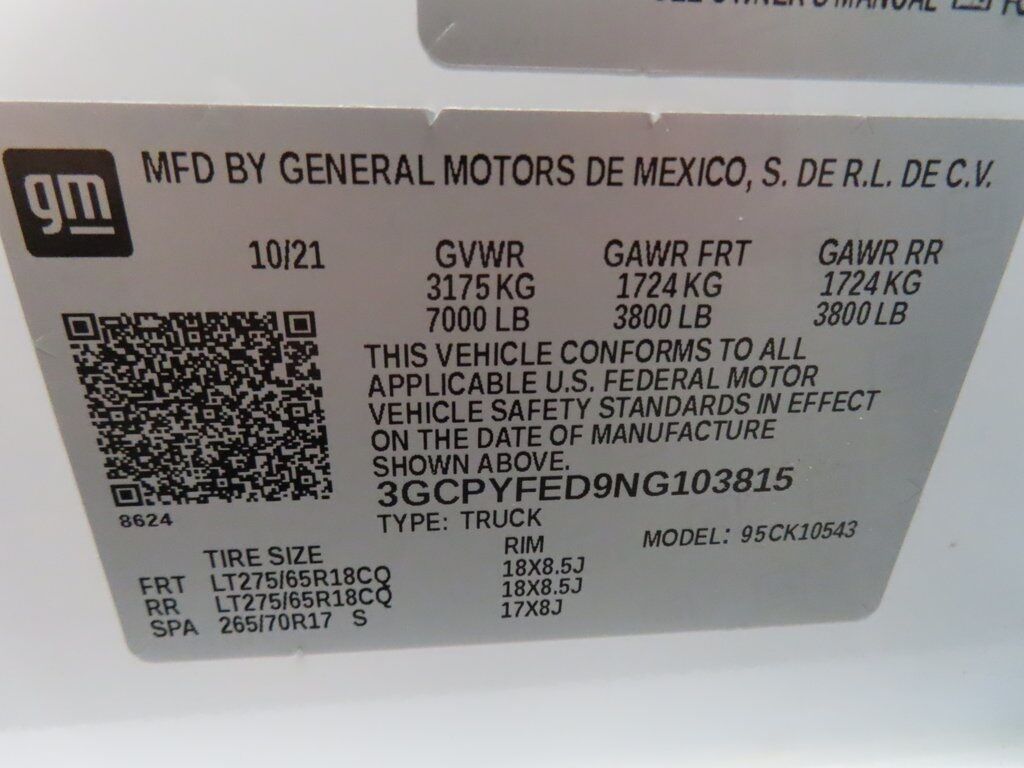 OWNER'S MANUAL
gm
MFD BY GENERAL MOTORS DE MEXICO, S. DE R.L. DE C.V.
10/21 GVWR GAWR FRT GAWR RR
3175 KG 1724 KG 1724 KG
7000 LB 3800 LB 3800 LB
THIS VEHICLE CONFORMS TO ALL
APPLICABLE U.S. FEDERAL MOTOR
VEHICLE SAFETY STANDARDS IN EFFECT
ON THE DATE OF MANUFACTURE
SHOWN ABOVE.
3GCPYFED9NG103815
8624
TYPE: TRUCK
MODEL: 95CK10543
TIRE SIZE RIM
FRT LT275/65R18CQ 18X8.5J
RR LT275/65R18CQ 18X8.5J
SPA 265/70R17 S 17X8J